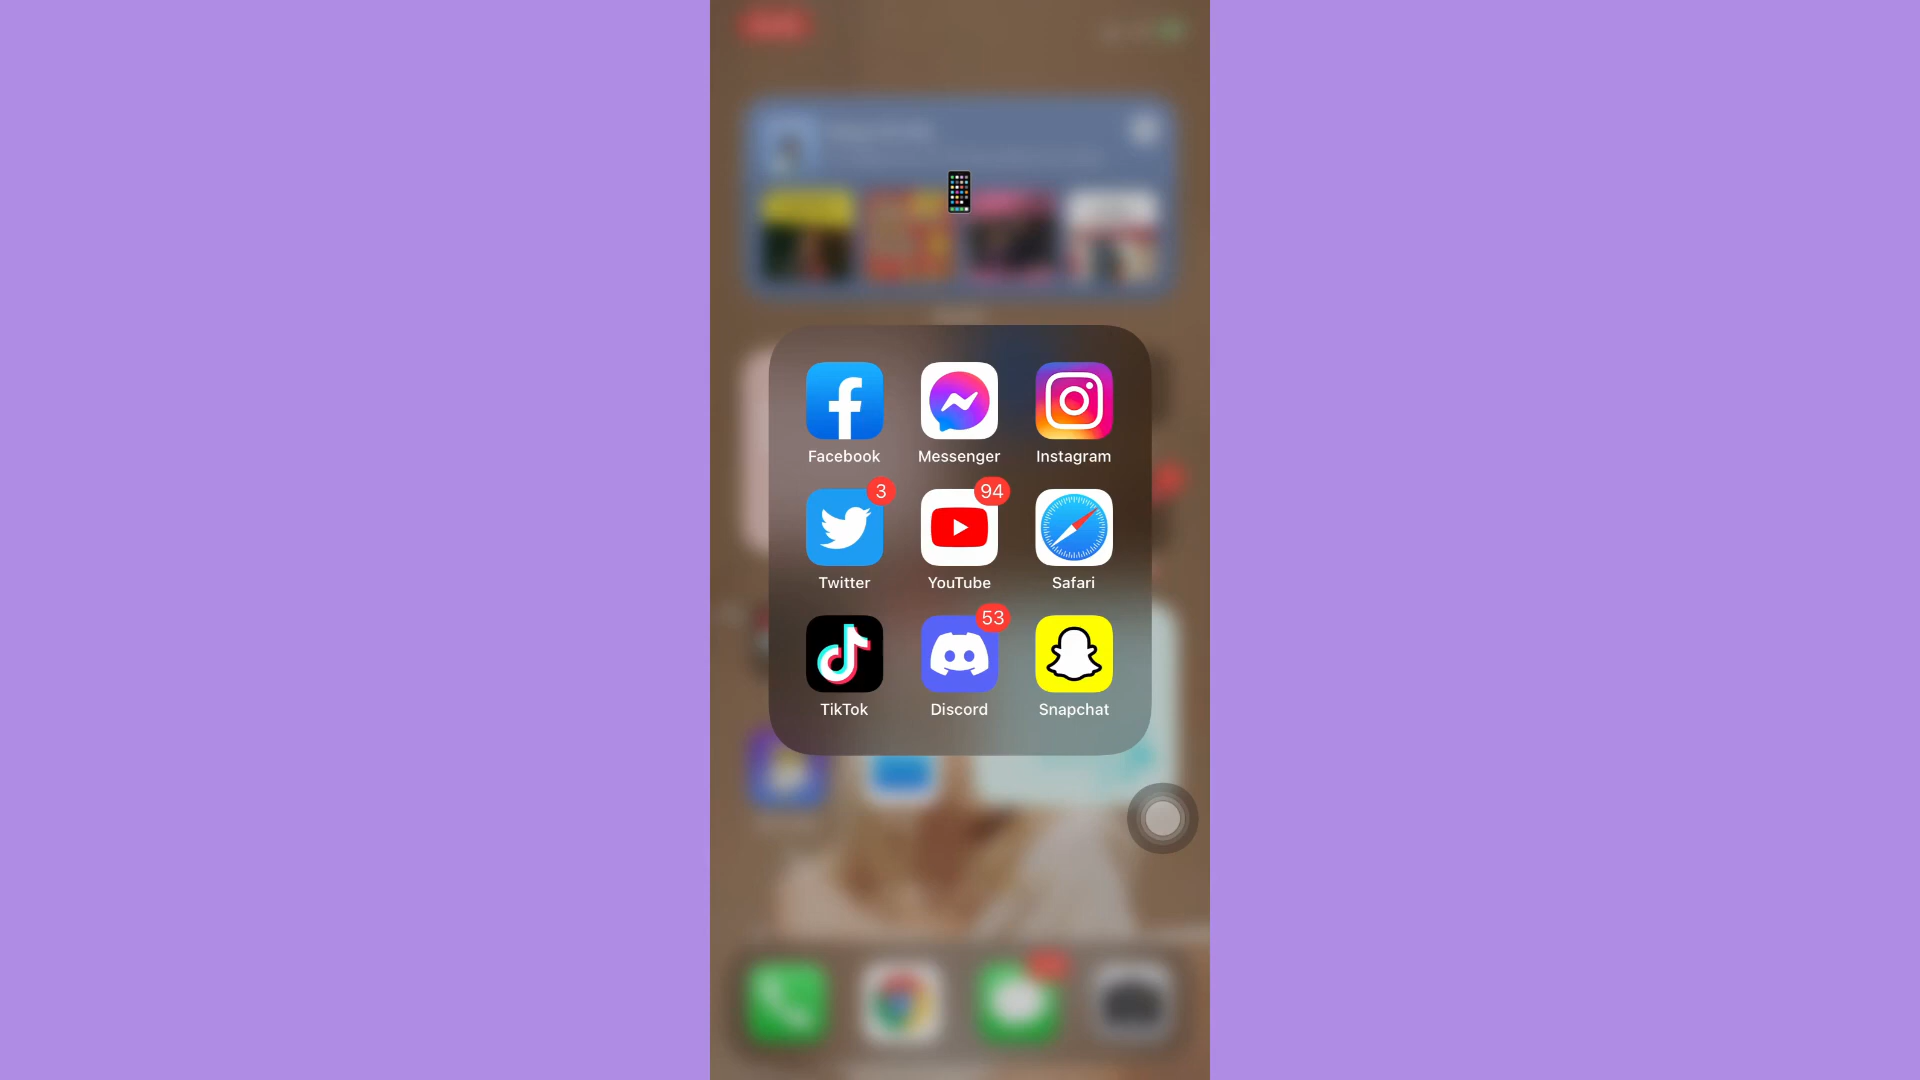 Facebook Messenger Instagram
3 94
Twitter YouTube Safari
53
TikTok Discord Snapchat